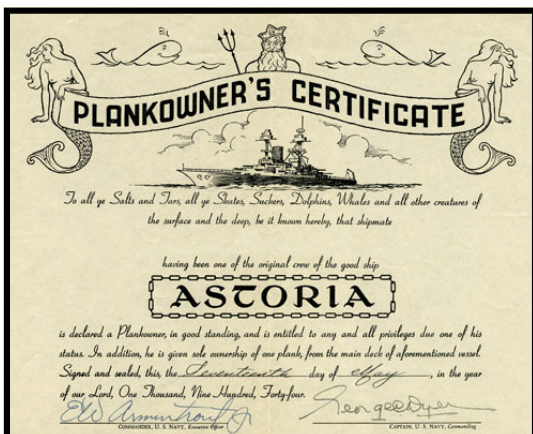 PLANKOWNER'S CERTIFICATE
To all ye Salts and Tars, all ye Skates, Suckers, Dolphins, Whales and all other creatures of
the surface and the deep, be it known hereby, that shipmate
having been one of the original crew of the good ship
ASTORIA
is declared a Plankowner, in good standing, and is entitled to any and all privileges due one of his
status. In addition, he is given sole ownership of one plank, from the main deck of aforementioned vessel.
Signed and sealed, this, the Seventeenth day of May, in the year
of our Lord, One Thousand, Nine Hundred, Forty-four.
George C Dyer
COMMANDER, U. S. NAVY, Executive Officer CAPTAIN, U. S. NAVY, Commanding